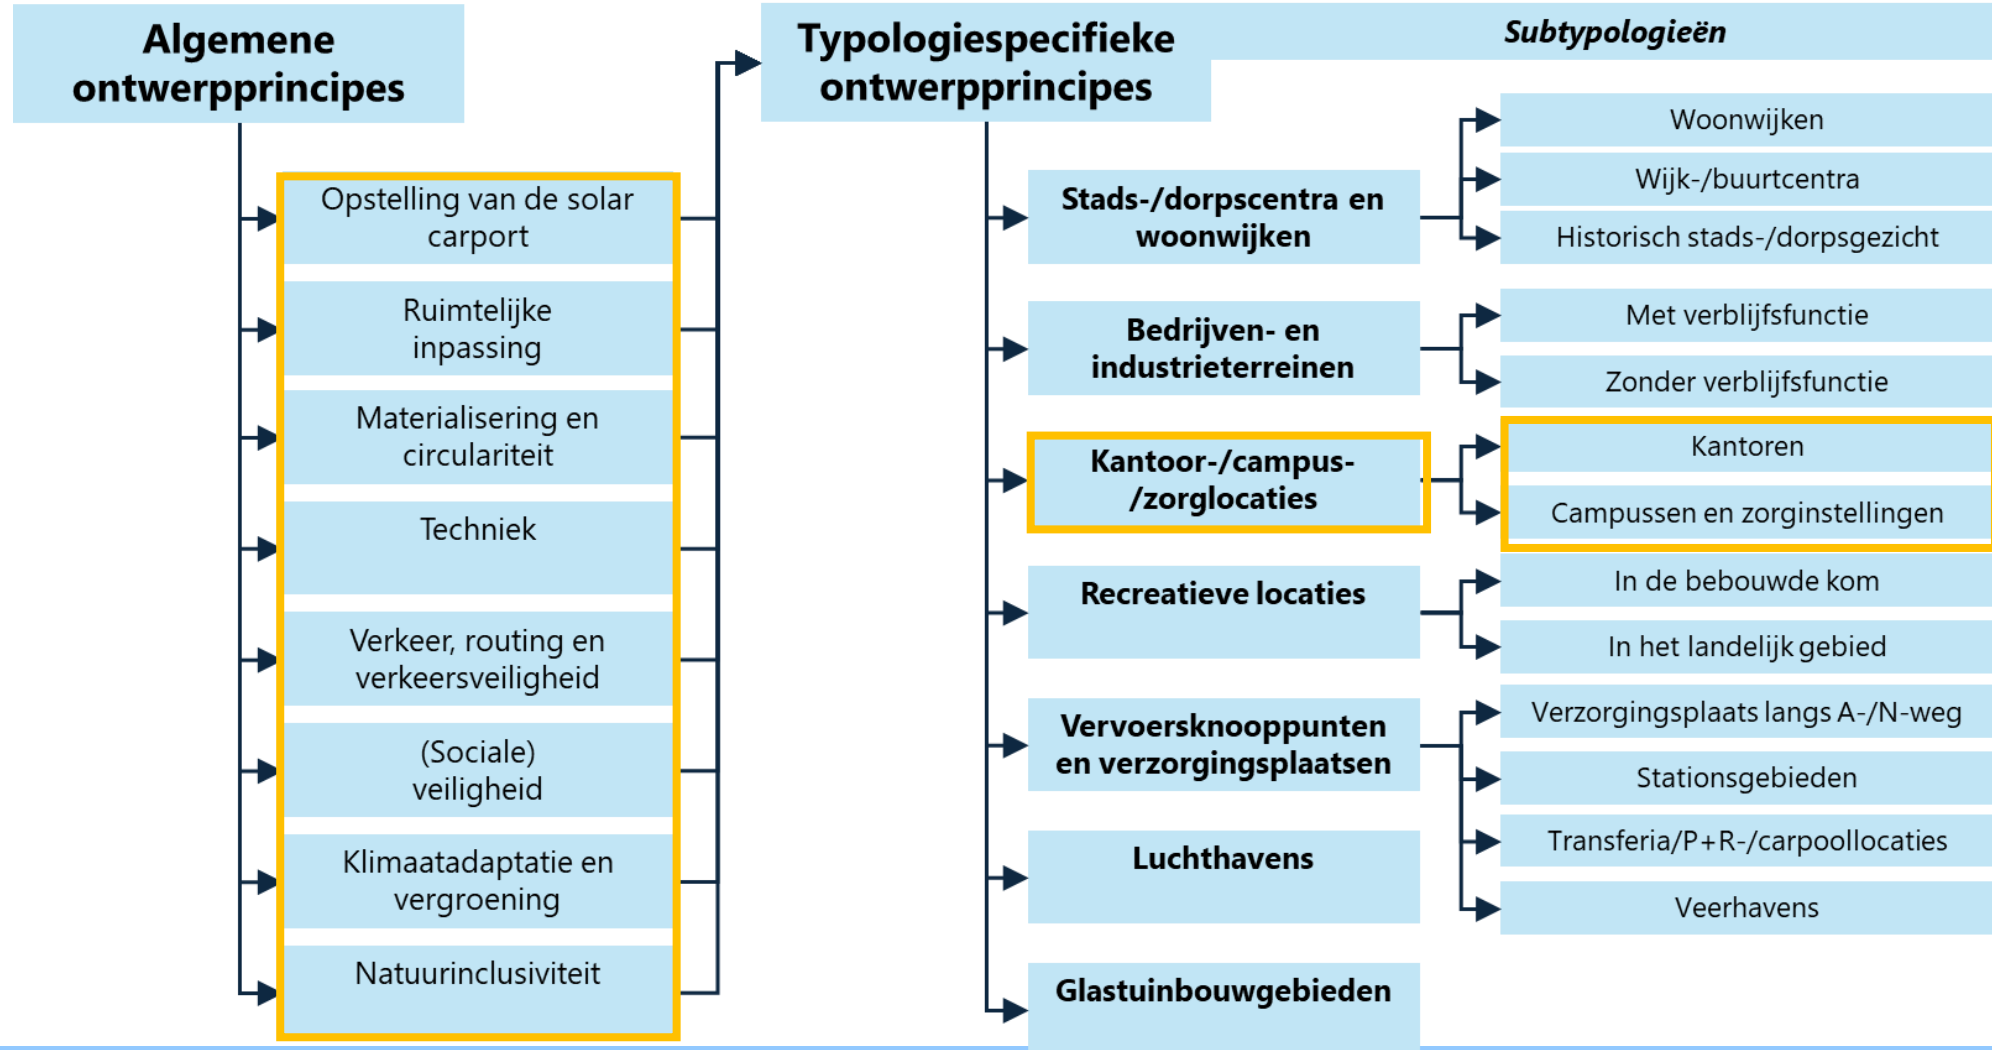 Algemene
ontwerpprincipes
Opstelling van de solar
carport
Ruimtelijke
inpassing
Materialisering en
circulariteit
Techniek
Verkeer, routing en
verkeersveiligheid
(Sociale)
veiligheid
Klimaatadaptatie en
vergroening
Natuurinclusiviteit
Typologiespecifieke
ontwerpprincipes
Stads-/dorpscentra en
woonwijken
Bedrijven- en
industrieterreinen
Kantoor-/campus-
/zorglocaties
Recreatieve locaties
Vervoersknooppunten
en verzorgingsplaatsen
Luchthavens
Glastuinbouwgebieden
Subtypologieën
Woonwijken
Wijk-/buurtcentra
Historisch stads-/dorpsgezicht
Met verblijfsfunctie
Zonder verblijfsfunctie
Kantoren
Campussen en zorginstellingen
In de bebouwde kom
In het landelijk gebied
Verzorgingsplaats langs A-/N-weg
Stationsgebieden
Transferia/P+R-/carpoollocaties
Veerhavens